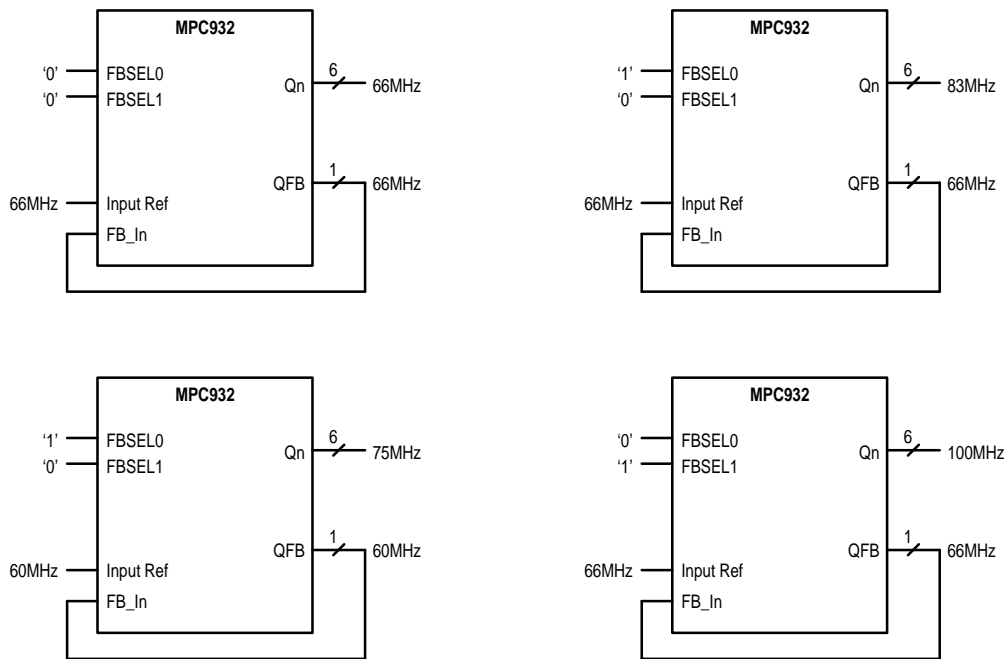 MPC932
'0'
FBSEL0
'0'
FBSEL1
Qn
6
66MHz
QFB
1
66MHz
66MHz
Input Ref
FB_In
MPC932
'1'
FBSEL0
'0'
FBSEL1
Qn
6
83MHz
QFB
1
66MHz
66MHz
Input Ref
FB_In
MPC932
'1'
FBSEL0
'0'
FBSEL1
Qn
6
75MHz
QFB
1
60MHz
60MHz
Input Ref
FB_In
MPC932
'0'
FBSEL0
'1'
FBSEL1
Qn
6
100MHz
QFB
1
66MHz
66MHz
Input Ref
FB_In